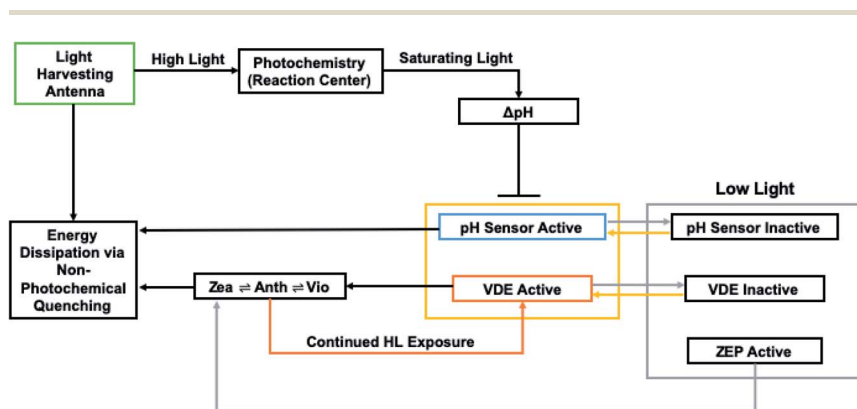 Light
Harvesting
Antenna
High Light
Photochemistry
(Reaction Center)
Saturating Light
ΔpH
Low Light
Energy
Dissipation via
Non-
Photochemical
Quenching
pH Sensor Active
pH Sensor Inactive
Zea ⇌ Anth ⇌ Vio
VDE Active
VDE Inactive
Continued HL Exposure
ZEP Active